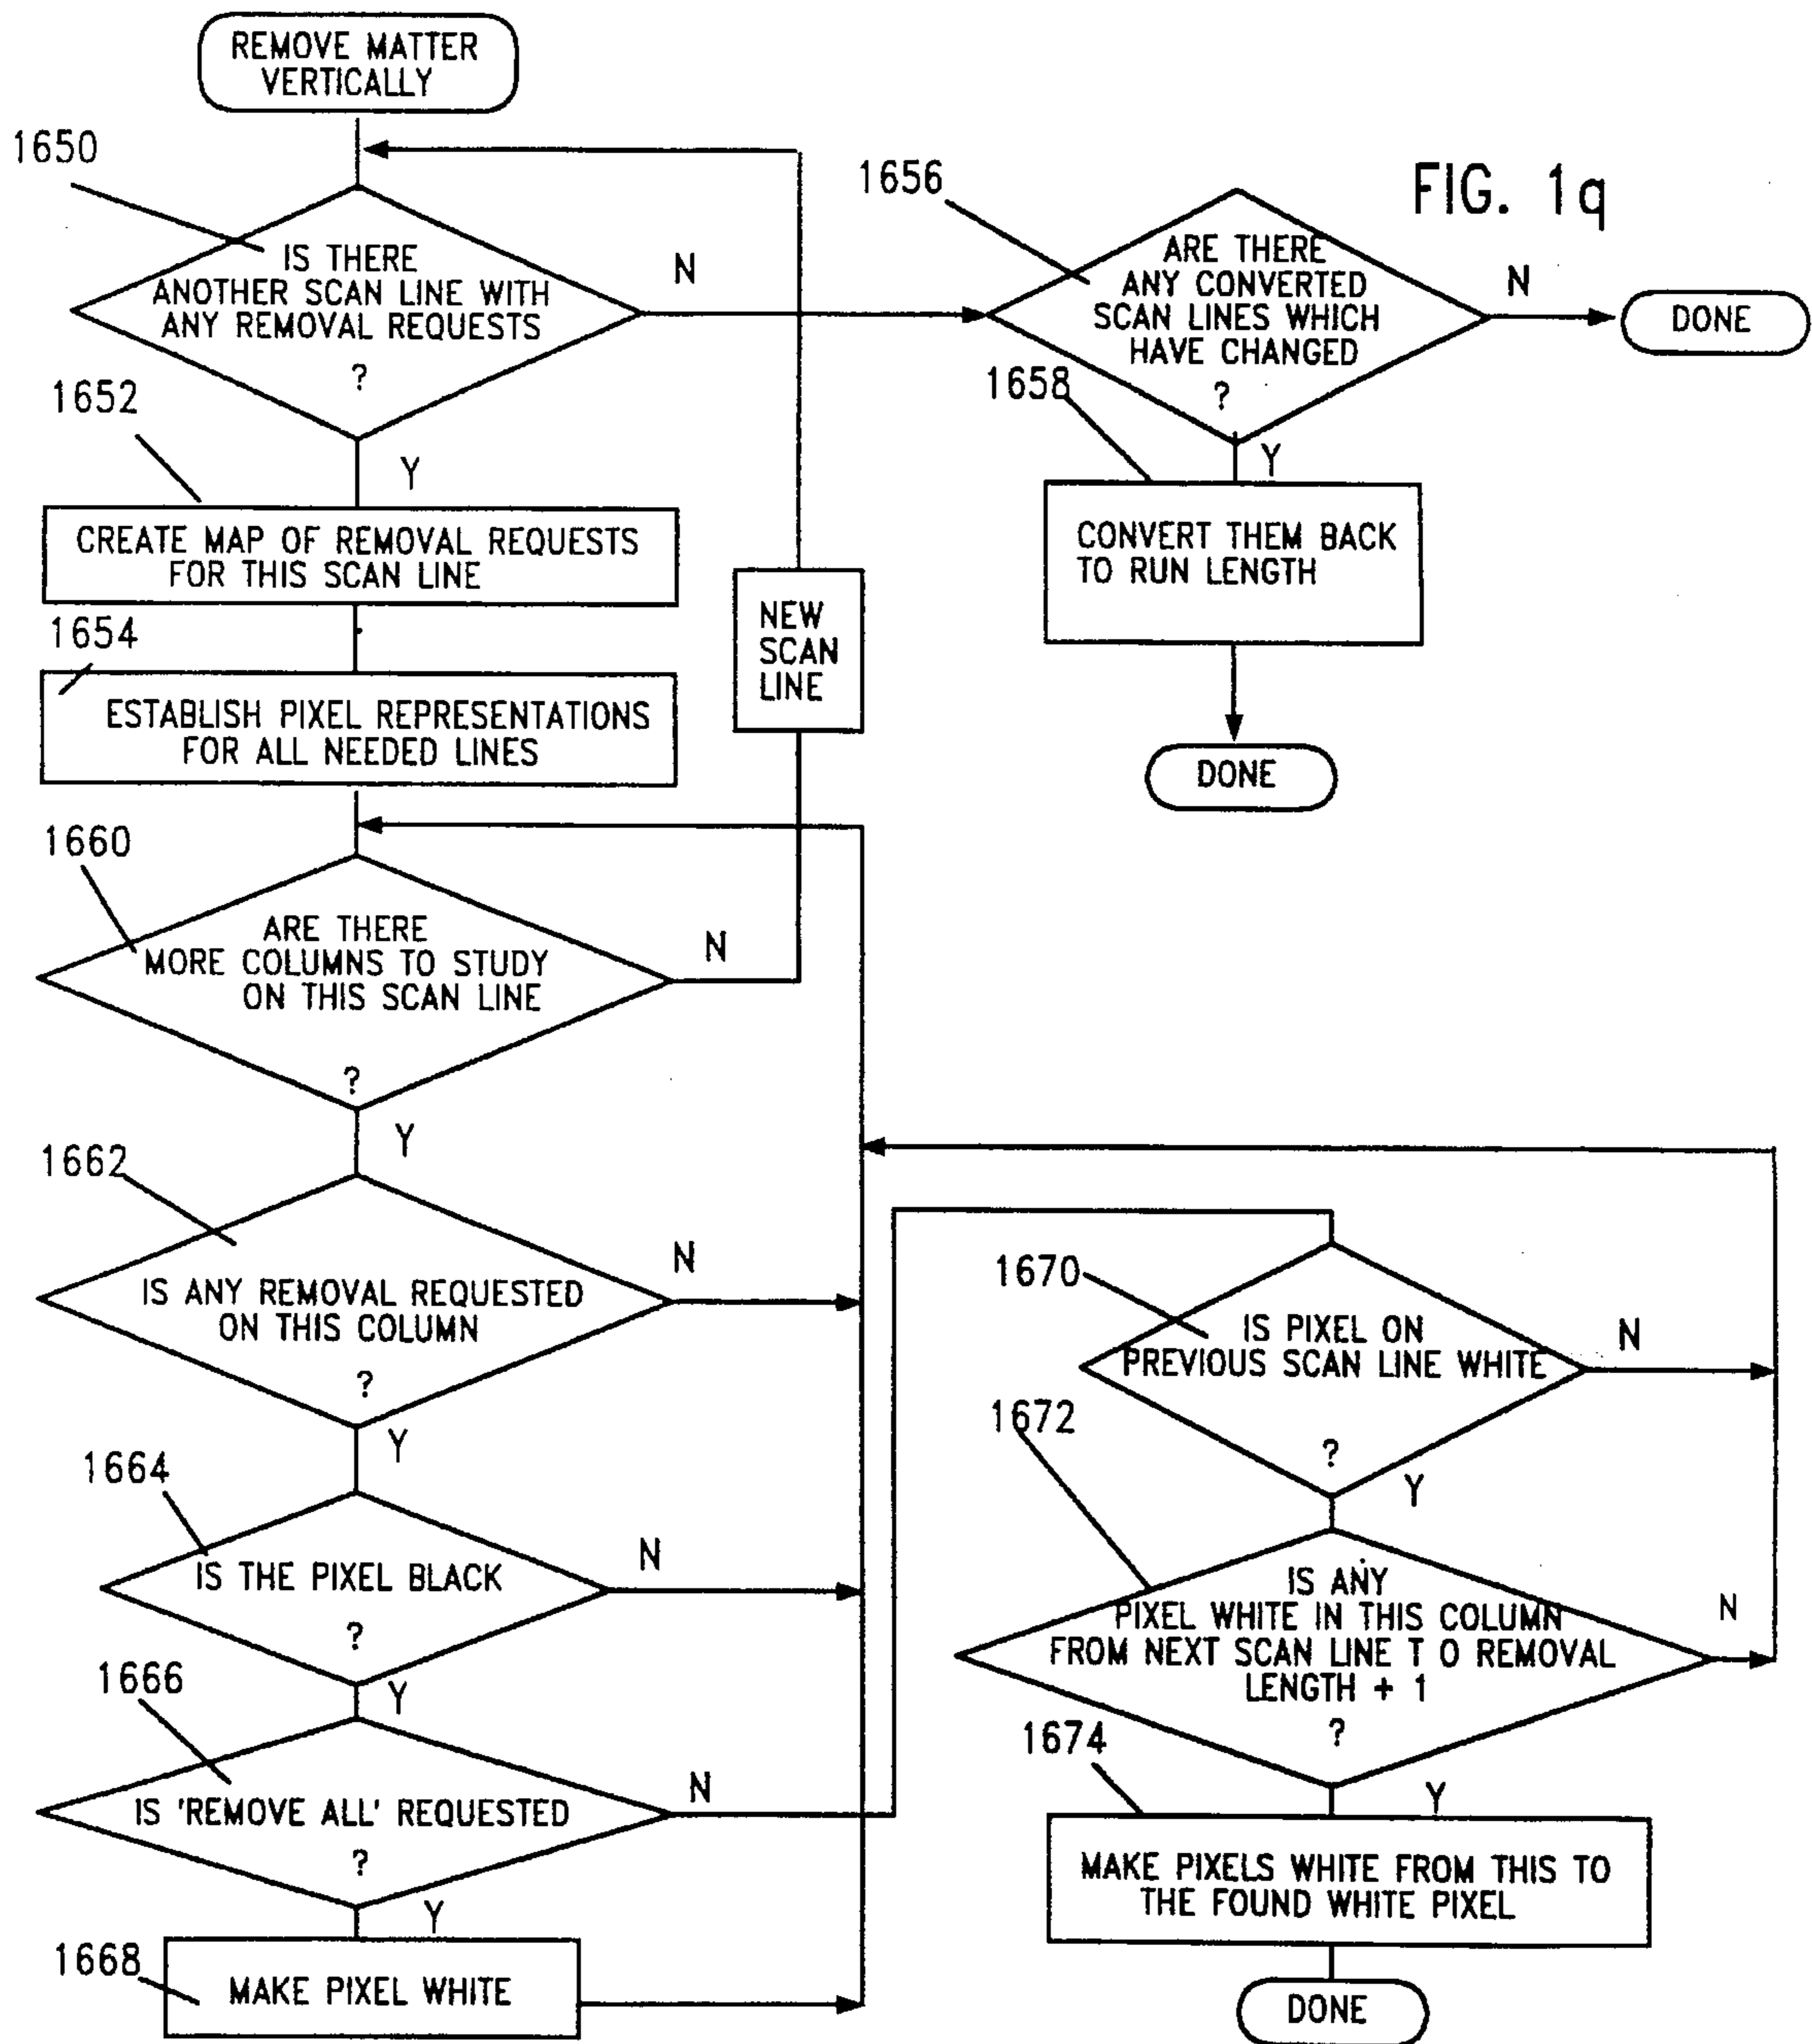 REMOVE MATTER
VERTICALLY
1650
IS THERE
ANOTHER SCAN LINE WITH
ANY REMOVAL REQUESTS
?
N
Y
1656
FIG. 1q
ARE THERE
ANY CONVERTED
SCAN LINES WHICH
HAVE CHANGED
?
N
DONE
Y
1658
CONVERT THEM BACK
TO RUN LENGTH
DONE
1652
CREATE MAP OF REMOVAL REQUESTS
FOR THIS SCAN LINE
NEW
SCAN
LINE
1654
ESTABLISH PIXEL REPRESENTATIONS
FOR ALL NEEDED LINES
1660
ARE THERE
MORE COLUMNS TO STUDY
ON THIS SCAN LINE
?
N
Y
1662
IS ANY REMOVAL REQUESTED
ON THIS COLUMN
?
N
Y
1664
IS THE PIXEL BLACK
?
N
Y
1666
IS 'REMOVE ALL' REQUESTED
?
N
Y
1668
MAKE PIXEL WHITE
1670
IS PIXEL ON
PREVIOUS SCAN LINE WHITE
?
N
Y
1672
IS ANY
PIXEL WHITE IN THIS COLUMN
FROM NEXT SCAN LINE T O REMOVAL
LENGTH + 1
?
N
Y
1674
MAKE PIXELS WHITE FROM THIS TO
THE FOUND WHITE PIXEL
DONE